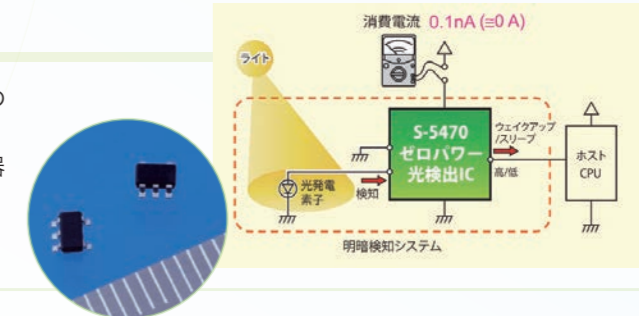 の
器
消費電流 0.1nA (≡0 A)
ライト
S-5470
ゼロパワー
光検出IC
ウェイクアップ
/スリープ
高/低
ホスト
CPU
光発電
素子
検知
明暗検知システム